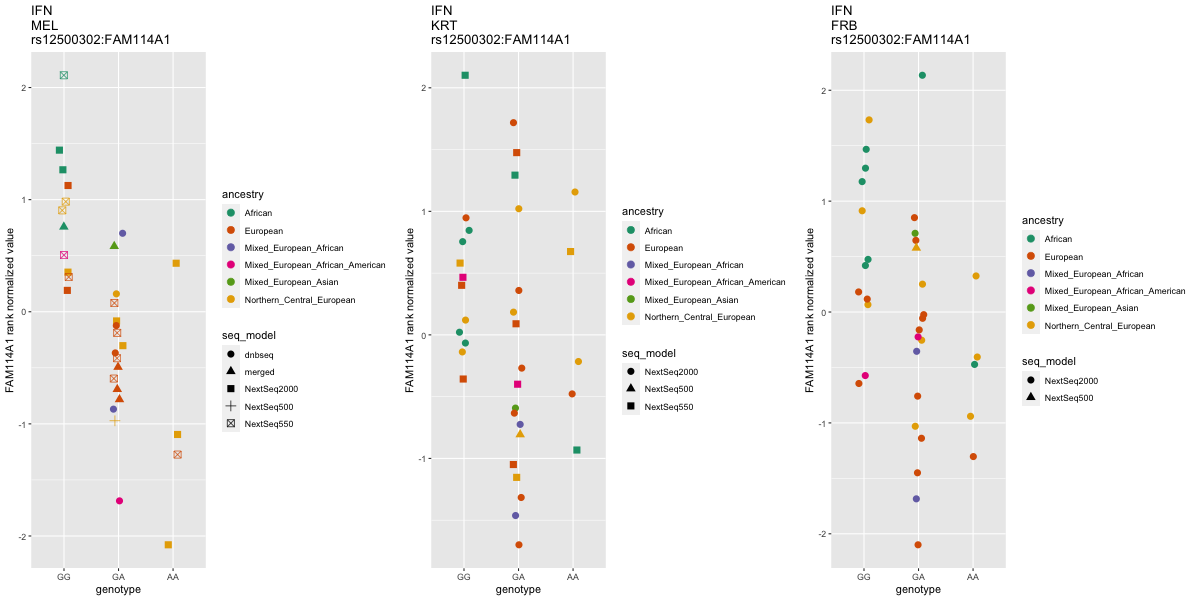 IFN
MEL
rs12500302:FAM114A1
FAM114A1 rank normalized value
2
1
0
-1
-2
GG
GA
AA
genotype
ancestry
African
European
Mixed_European_African
Mixed_European_African_American
Mixed_European_Asian
Northern_Central_European
seq_model
dnbseq
merged
NextSeq2000
NextSeq500
NextSeq550
IFN
KRT
rs12500302:FAM114A1
FAM114A1 rank normalized value
2
1
0
-1
GG
GA
AA
genotype
ancestry
African
European
Mixed_European_African
Mixed_European_African_American
Mixed_European_Asian
Northern_Central_European
seq_model
NextSeq2000
NextSeq500
NextSeq550
IFN
FRB
rs12500302:FAM114A1
FAM114A1 rank normalized value
2
1
0
-1
-2
GG
GA
AA
genotype
ancestry
African
European
Mixed_European_African
Mixed_European_African_American
Mixed_European_Asian
Northern_Central_European
seq_model
NextSeq2000
NextSeq500